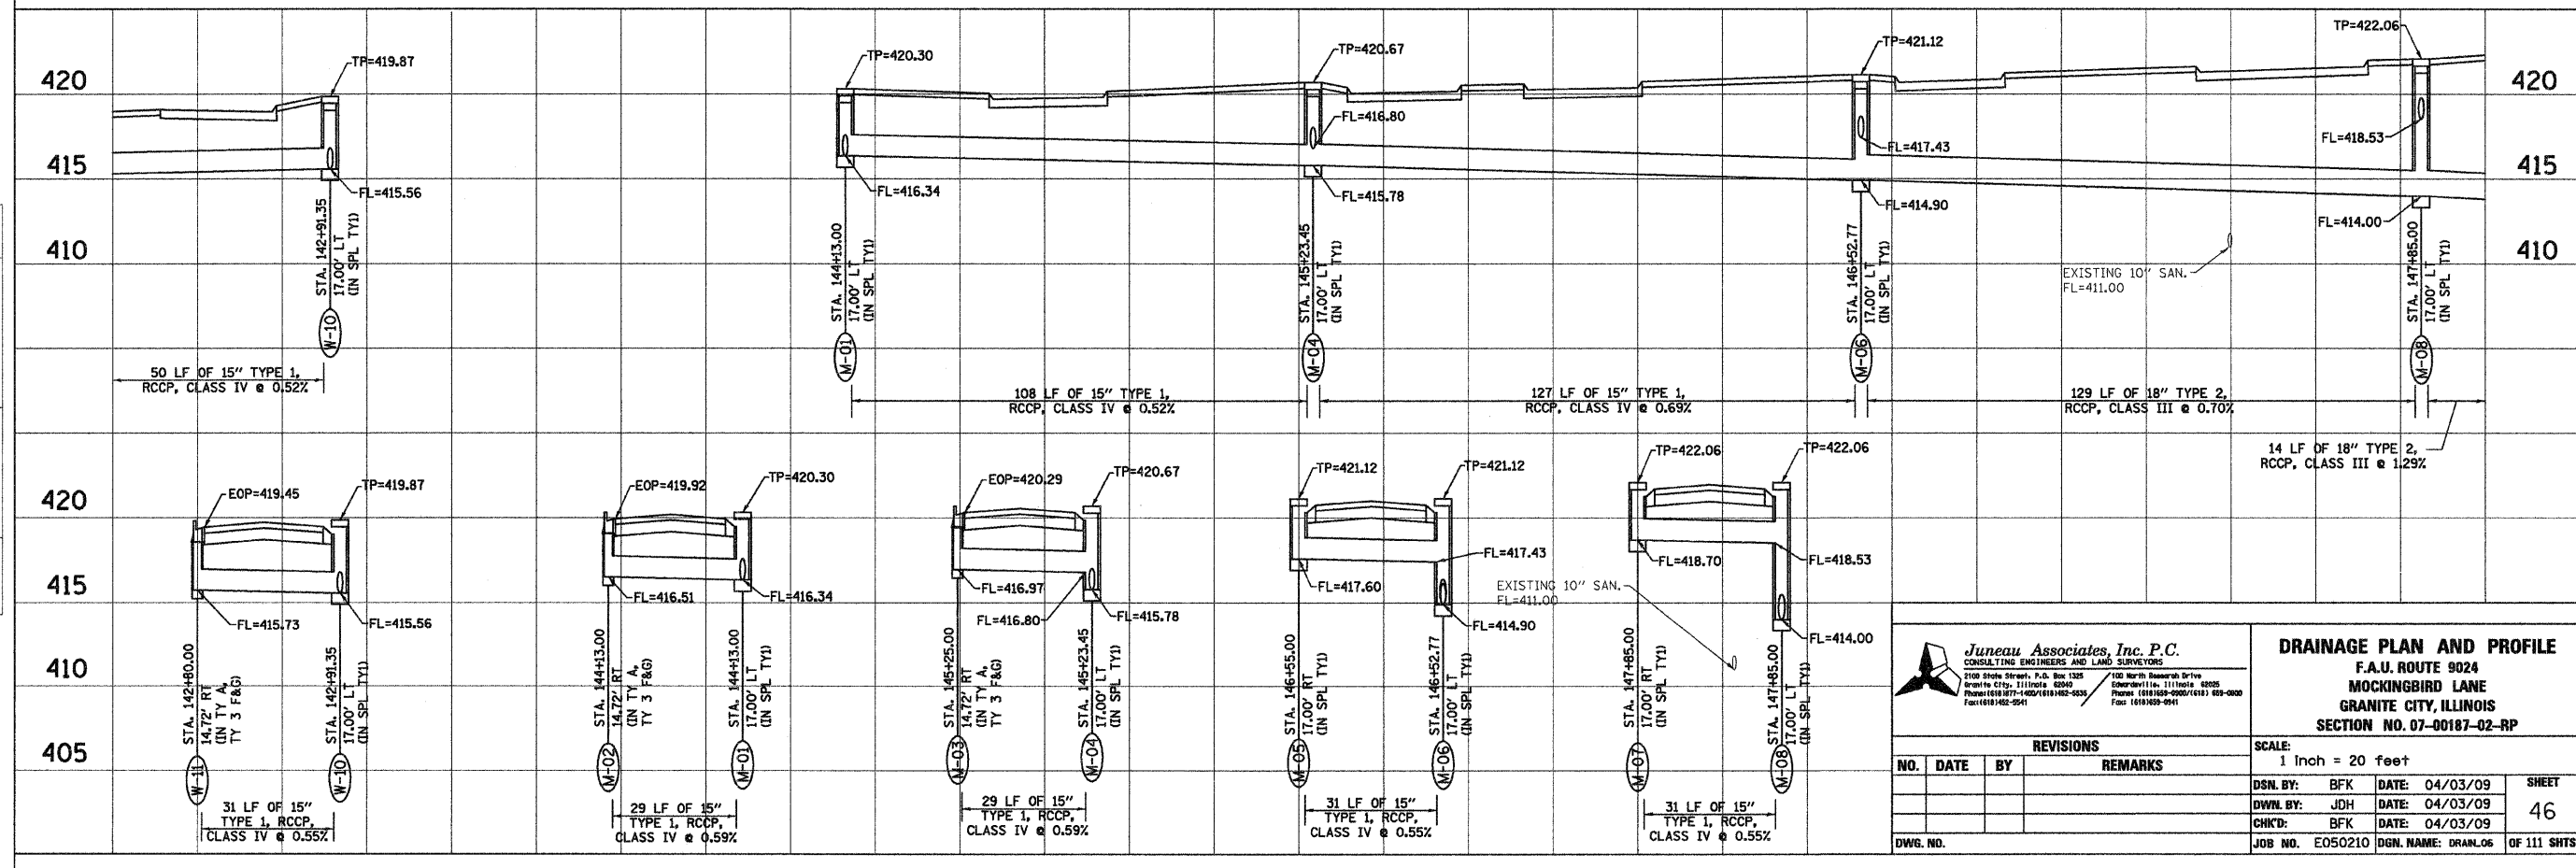 TP=419.87
TP=420.30
TP=420.67
TP=421.12
TP=422.06
420
420
FL=416.80
FL=417.43
FL=418.53
415
415
FL=415.56
FL=416.34
FL=415.78
FL=414.90
FL=414.00
410
410
STA. 142+91.35
17.00' LT
(IN SPL TY1)
STA. 144+13.00
17.00' LT
(IN SPL TY1)
STA. 145+23.45
17.00' LT
(IN SPL TY1)
STA. 146+52.77
17.00' LT
(IN SPL TY1)
EXISTING 10" SAN.
FL=411.00
STA. 147+85.00
17.00' LT
(IN SPL TY1)
W-10
M-01
M-04
M-06
M-08
50 LF OF 15" TYPE 1,
RCCP, CLASS IV @ 0.52%
108 LF OF 15" TYPE 1,
RCCP, CLASS IV @ 0.52%
127 LF OF 15" TYPE 1,
RCCP, CLASS IV @ 0.69%
129 LF OF 18" TYPE 2,
RCCP, CLASS III @ 0.70%
14 LF OF 18" TYPE 2,
RCCP, CLASS III @ 1.29%
420
415
410
405
EOP=419.45
TP=419.87
FL=415.73
FL=415.56
STA. 142+80.00
14.72' RT
(IN TY A,
TY 3 F&G)
STA. 142+91.35
17.00' LT
(IN SPL TY1)
W-11
W-10
31 LF OF 15"
TYPE 1, RCCP,
CLASS IV @ 0.55%
EOP=419.92
TP=420.30
FL=416.51
FL=416.34
STA. 144+13.00
14.72' RT
(IN TY A,
TY 3 F&G)
STA. 144+13.00
17.00' LT
(IN SPL TY1)
M-02
M-01
29 LF OF 15"
TYPE 1, RCCP,
CLASS IV @ 0.59%
EOP=420.29
TP=420.67
FL=416.97
FL=416.80
FL=415.78
STA. 145+25.00
14.72' RT
(IN TY A,
TY 3 F&G)
STA. 145+23.45
17.00' LT
(IN SPL TY1)
M-03
M-04
29 LF OF 15"
TYPE 1, RCCP,
CLASS IV @ 0.59%
TP=421.12
TP=421.12
FL=417.43
FL=417.60
FL=414.90
STA. 146+55.00
17.00' RT
(IN SPL TY1)
STA. 146+52.77
17.00' LT
(IN SPL TY1)
M-05
M-06
31 LF OF 15"
TYPE 1, RCCP,
CLASS IV @ 0.55%
TP=422.06
TP=422.06
FL=418.70
FL=418.53
EXISTING 10" SAN.
FL=411.00
FL=414.00
STA. 147+85.00
17.00' RT
(IN SPL TY1)
STA. 147+85.00
17.00' LT
(IN SPL TY1)
M-07
M-08
31 LF OF 15"
TYPE 1, RCCP,
CLASS IV @ 0.55%
Juneau Associates, Inc. P.C.
CONSULTING ENGINEERS AND LAND SURVEYORS
2100 State Street, P.O. Box 1325
Granite City, Illinois 62040
100 North Research Drive
Edwardsville, Illinois 62025
DRAINAGE PLAN AND PROFILE
F.A.U. ROUTE 9024
MOCKINGBIRD LANE
GRANITE CITY, ILLINOIS
SECTION NO. 07-00187-02-RP
REVISIONS
NO. DATE BY REMARKS
DWG. NO.
SCALE:
1 inch = 20 feet
DSN. BY: BFK DATE: 04/03/09
DWN. BY: JDH DATE: 04/03/09
CHK'D: BFK DATE: 04/03/09
SHEET
46
JOB NO. E050210 DGN. NAME: DRAIN_06 OF 111 SHTS